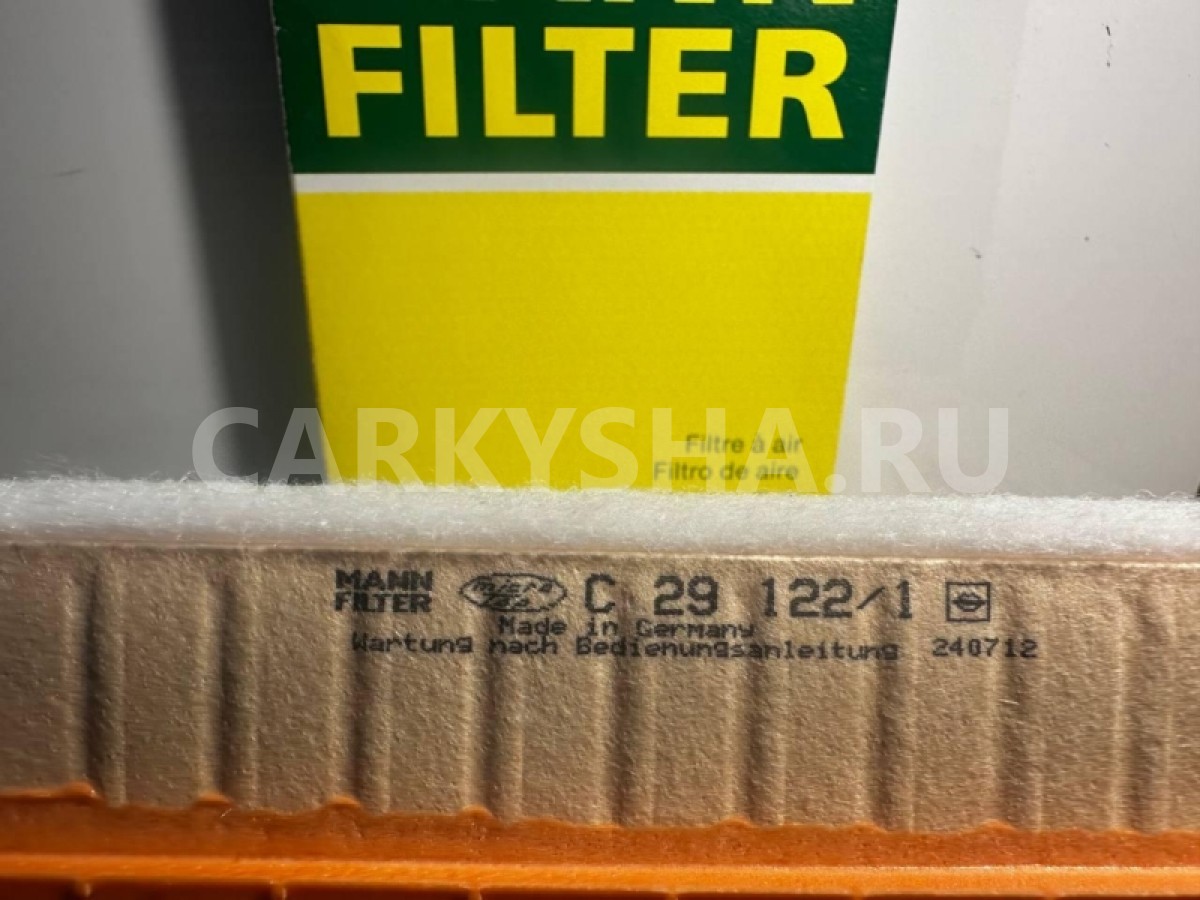 FILTER
Filtre à air
Filtro de aire
CARKYSHA.RU
MANN
FILTER
C 29 122/1
Made in Germany
Wartung nach Bedienungsanleitung 240712